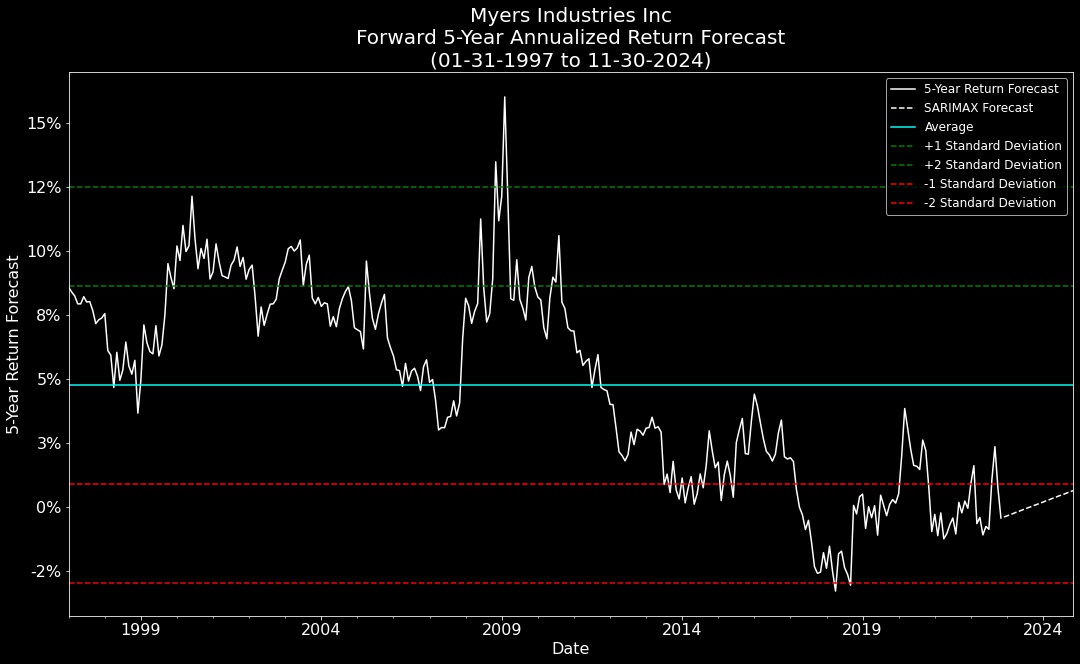 Myers Industries Inc
Forward 5-Year Annualized Return Forecast
(01-31-1997 to 11-30-2024)
5-Year Return Forecast
SARIMAX Forecast
Average
+1 Standard Deviation
+2 Standard Deviation
-1 Standard Deviation
-2 Standard Deviation
15%
12%
10%
8%
5%
3%
0%
-2%
5-Year Return Forecast
1999
2004
2009
2014
2019
2024
Date